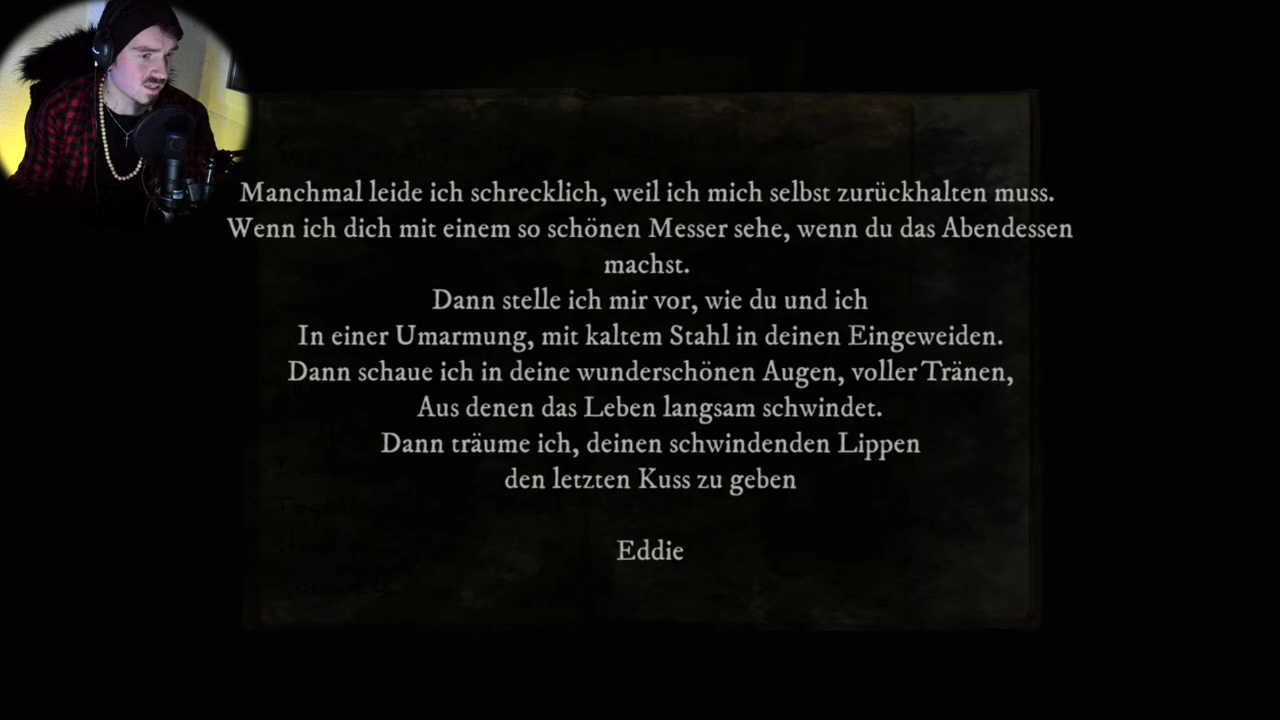 Manchmal leide ich schrecklich, weil ich mich selbst zurückhalten muss.
Wenn ich dich mit einem so schönen Messer sehe, wenn du das Abendessen
machst.
Dann stelle ich mir vor, wie du und ich
In einer Umarmung, mit kaltem Stahl in deinen Eingeweiden.
Dann schaue ich in deine wunderschönen Augen, voller Tränen,
Aus denen das Leben langsam schwindet.
Dann träume ich, deinen schwindenden Lippen
den letzten Kuss zu geben
Eddie